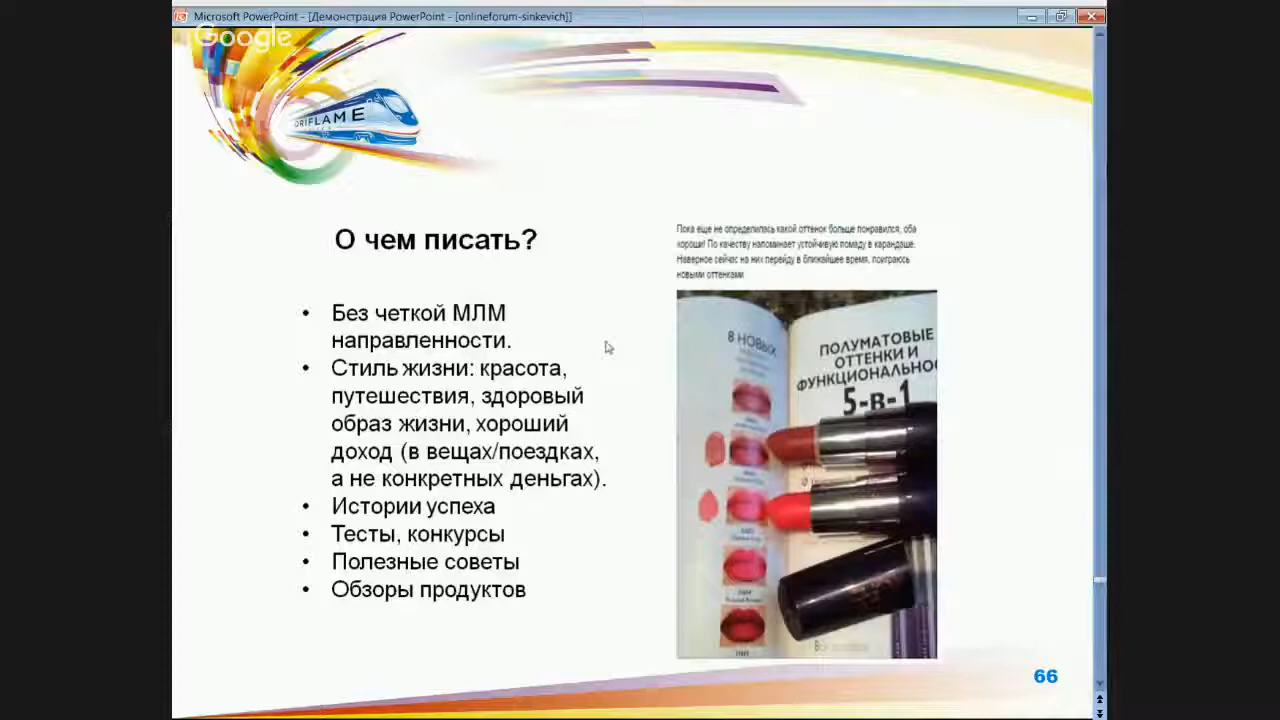 Microsoft PowerPoint - [Демонстрация PowerPoint - [onlineforum-sinkevich]]
Google
ORIFLAME
О чем писать?
• Без четкой МЛМ
направленности.
• Стиль жизни: красота,
путешествия, здоровый
образ жизни, хороший
доход (в вещах/поездках,
а не конкретных деньгах).
• Истории успеха
• Тесты, конкурсы
• Полезные советы
• Обзоры продуктов
Пока еще не определилась какой оттенок больше понравился, оба
хороши! По качеству напоминает устойчивую помаду в карандаше.
Наверное сейчас на них перейду в ближайшее время, поиграюсь
новыми оттенками
8 НОВЫХ
ПОЛУМАТОВЫЕ
ОТТЕНКИ И
ФУНКЦИОНАЛЬНО
5-в-1
66